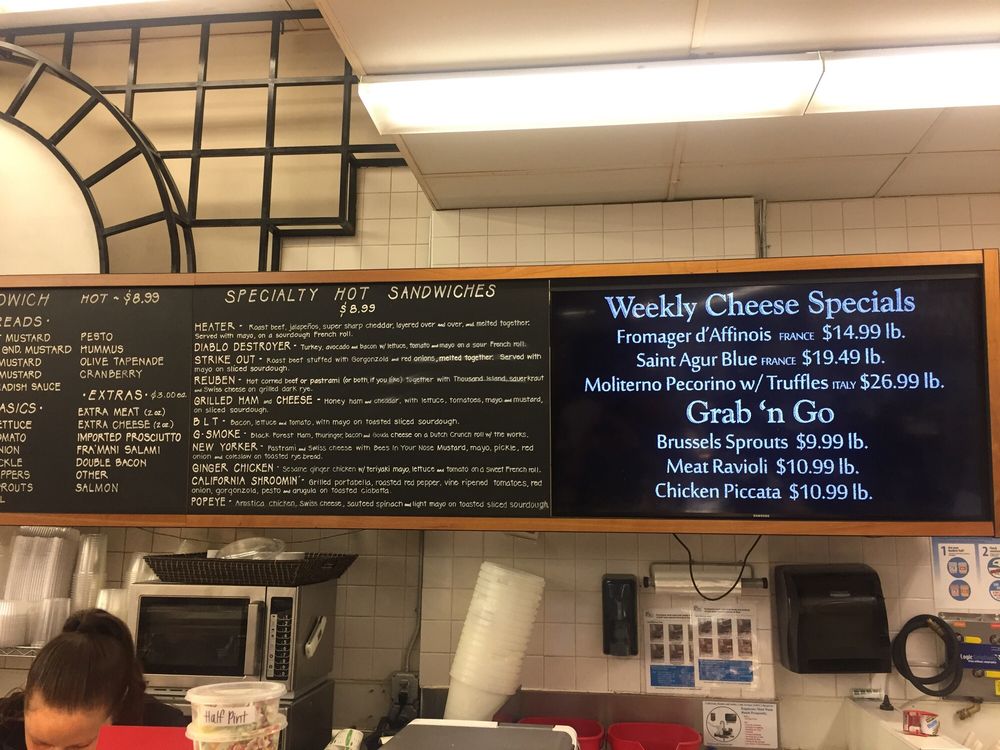 DWICH HOT ~ $8.99
READS·
MUSTARD PESTO
GND. MUSTARD HUMMUS
MUSTARD OLIVE TAPENADE
MUSTARD CRANBERRY
ADISH SAUCE
·EXTRAS· $3.00 ea.
ASICS·
ETTUCE EXTRA MEAT (2 oz)
OMATO EXTRA CHEESE (2 oz)
NION IMPORTED PROSCIUTTO
CKLE FRA'MANI SALAMI
PPERS DOUBLE BACON
ROUTS OTHER
SALMON
SPECIALTY HOT SANDWICHES
$8.99
HEATER - Roast beef, jalapeños, super sharp cheddar, layered over and over, and melted together.
Served with mayo, on a sourdough French roll.
DIABLO DESTROYER - Turkey, avocado and bacon w/ lettuce, tomato and mayo on a sour French roll.
STRIKE OUT - Roast beef stuffed with Gorgonzola and red onions, melted together. Served with
mayo on sliced sourdough.
REUBEN - Hot corned beef or pastrami (or both, if you like) together with Thousand Island, sauerkraut
and Swiss cheese on grilled dark rye.
GRILLED HAM and CHEESE - Honey ham and cheddar, with lettuce, tomatoes, mayo and mustard,
on sliced sourdough.
BLT - Bacon, lettuce and tomato, with mayo on toasted sliced sourdough.
G-SMOKE - Black Forest Ham, thuringer, bacon and Gouda cheese on a Dutch Crunch roll w/ the works.
NEW YORKER - Pastrami and Swiss cheese with Bees In Your Nose Mustard, mayo, pickle, red
onion and coleslaw on toasted rye bread.
GINGER CHICKEN - Sesame ginger chicken w/ teriyaki mayo, lettuce and tomato on a sweet French roll.
CALIFORNIA SHROOMIN' - Grilled portabella, roasted red pepper, vine ripened tomatoes, red
onion, gorgonzola, pesto and arugula on toasted ciabatta.
POPEYE - Aristica chicken, Swiss cheese, sauteed spinach and light mayo on toasted sliced sourdough
Weekly Cheese Specials
Fromager d'Affinois FRANCE $14.99 lb.
Saint Agur Blue FRANCE $19.49 lb.
Moliterno Pecorino w/ Truffles ITALY $26.99 lb.
Grab 'n Go
Brussels Sprouts $9.99 lb.
Meat Ravioli $10.99 lb.
Chicken Piccata $10.99 lb.
SAMSUNG
Half Pint
1
2